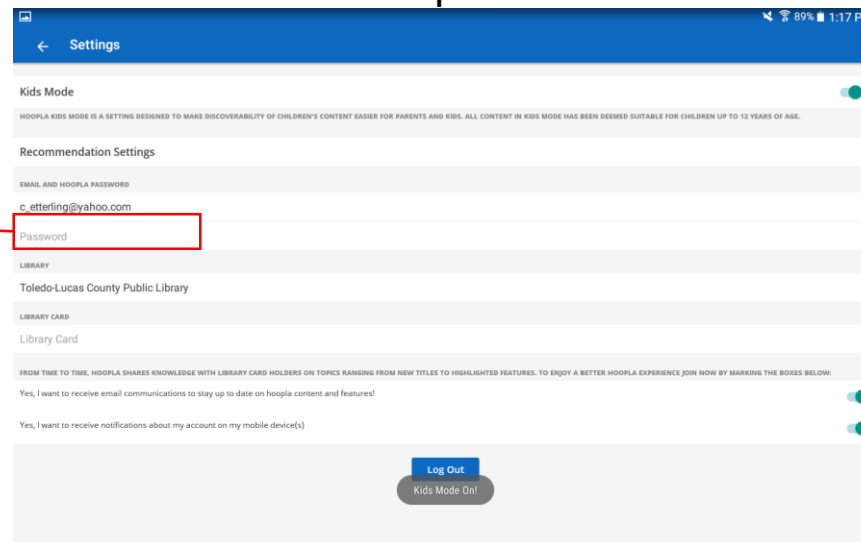 89% 1:17 P
Settings
Kids Mode
HOOPLA KIDS MODE IS A SETTING DESIGNED TO MAKE DISCOVERABILITY OF CHILDREN'S CONTENT EASIER FOR PARENTS AND KIDS. ALL CONTENT IN KIDS MODE HAS BEEN DEEMED SUITABLE FOR CHILDREN UP TO 12 YEARS OF AGE.
Recommendation Settings
EMAIL AND HOOPLA PASSWORD
c_etterling@yahoo.com
Password
LIBRARY
Toledo-Lucas County Public Library
LIBRARY CARD
Library Card
FROM TIME TO TIME, HOOPLA SHARES KNOWLEDGE WITH LIBRARY CARD HOLDERS ON TOPICS RANGING FROM NEW TITLES TO HIGHLIGHTED FEATURES. TO ENJOY A BETTER HOOPLA EXPERIENCE JOIN NOW BY MARKING THE BOXES BELOW:
Yes, I want to receive email communications to stay up to date on hoopla content and features!
Yes, I want to receive notifications about my account on my mobile device(s)
Log Out
Kids Mode On!